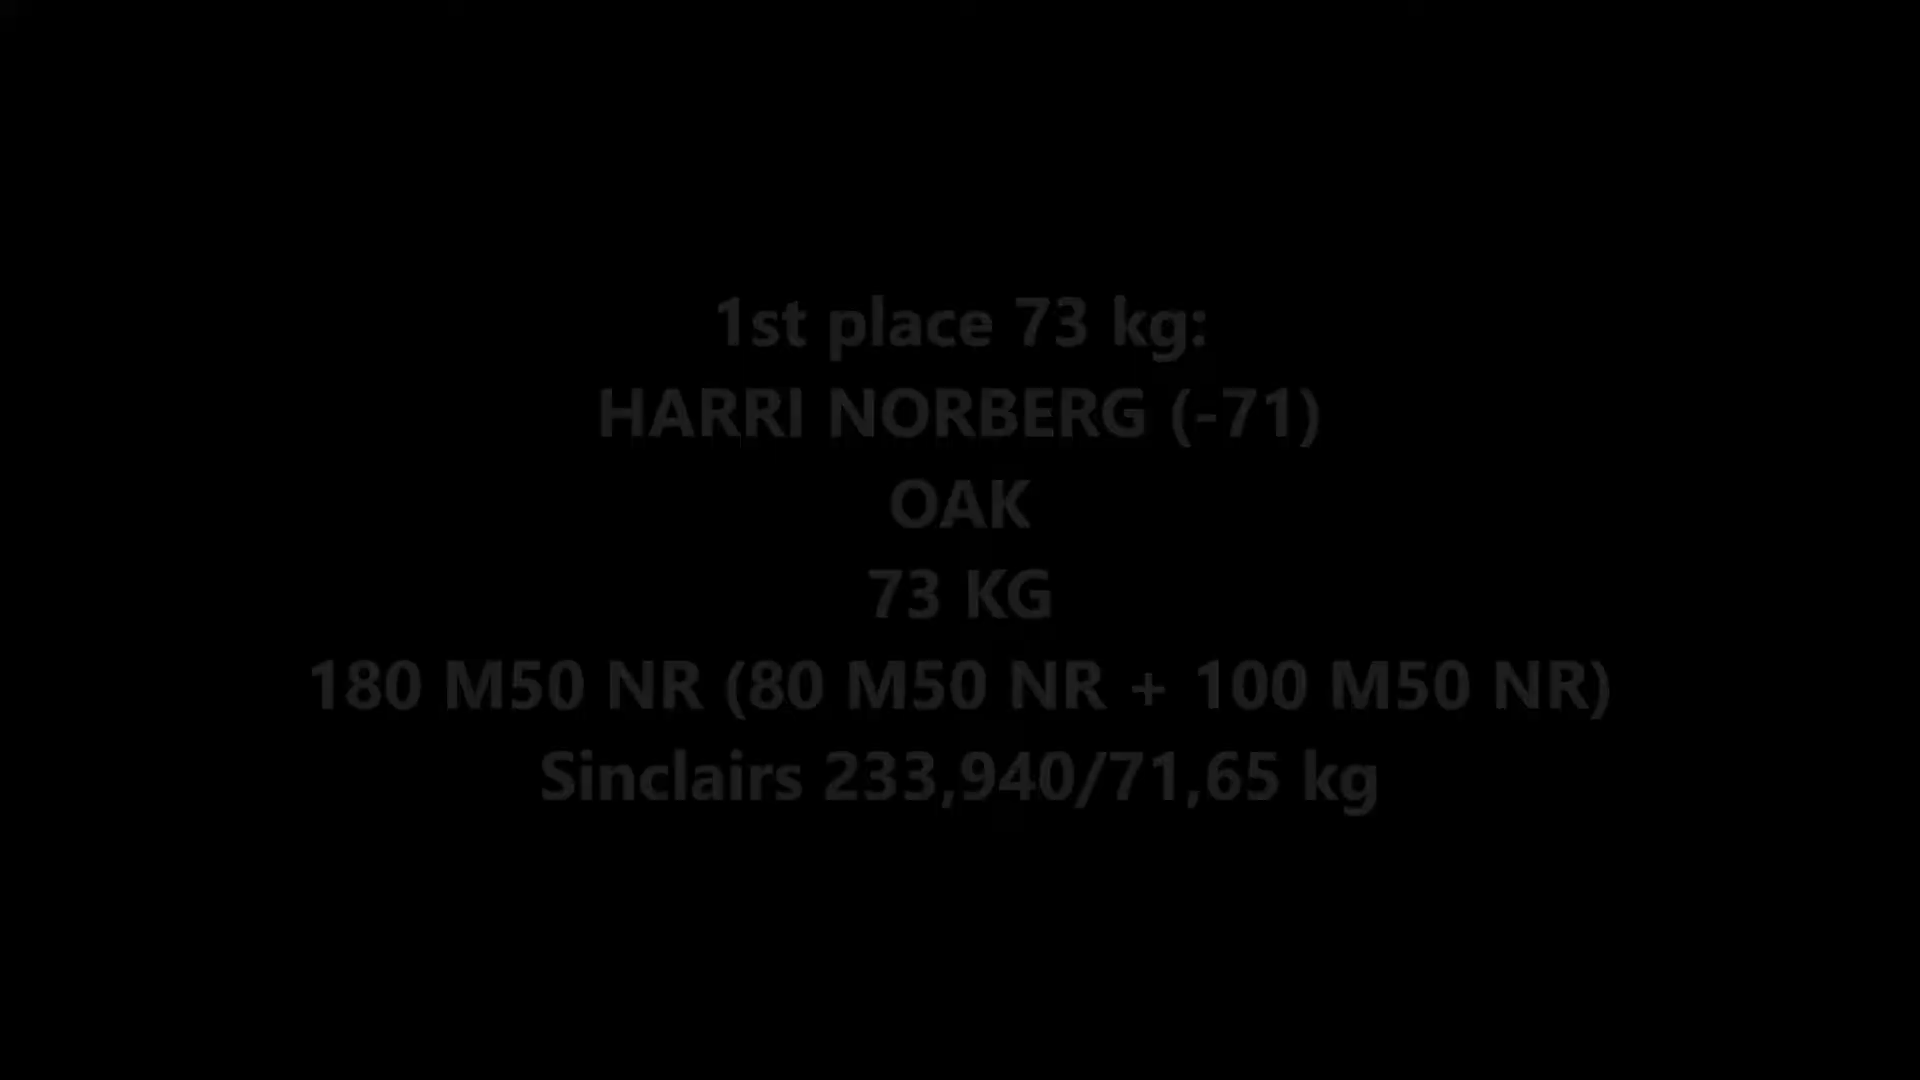 1st place 73 kg:
HARRI NORBERG (-71)
OAK
73 KG
180 M50 NR (80 M50 NR + 100 M50 NR)
Sinclairs 233,940/71,65 kg